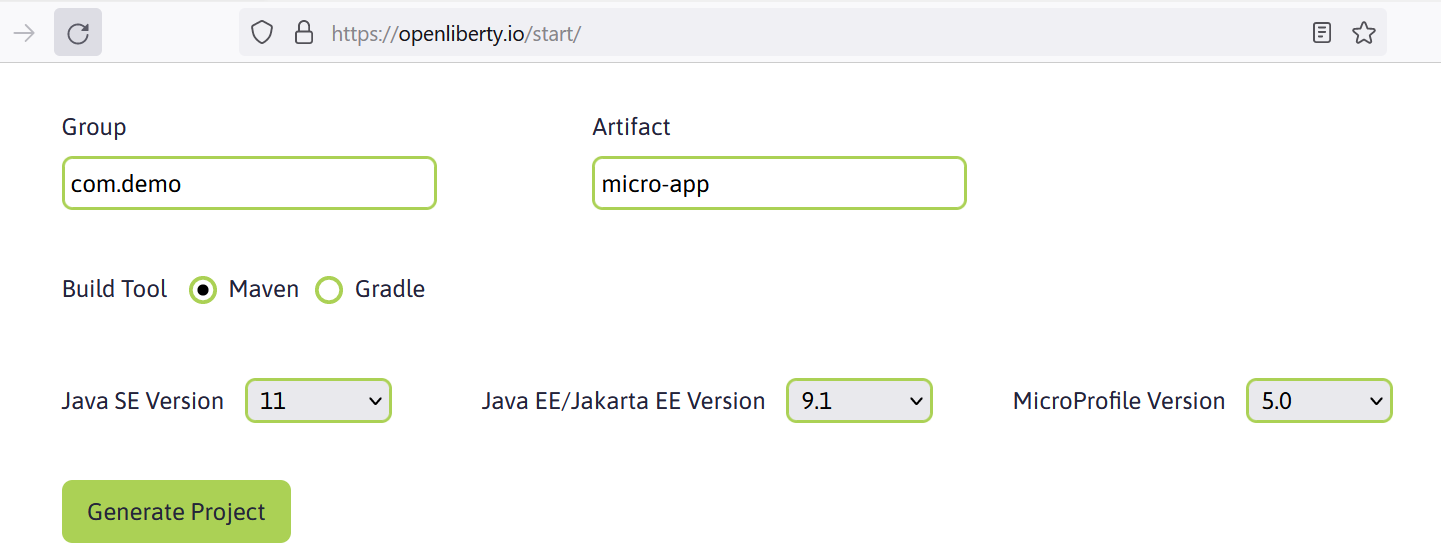 https://openliberty.io/start/
Group Artifact
com.demo micro-app
Build Tool Maven Gradle
Java SE Version 11 Java EE/Jakarta EE Version 9.1 MicroProfile Version 5.0
Generate Project